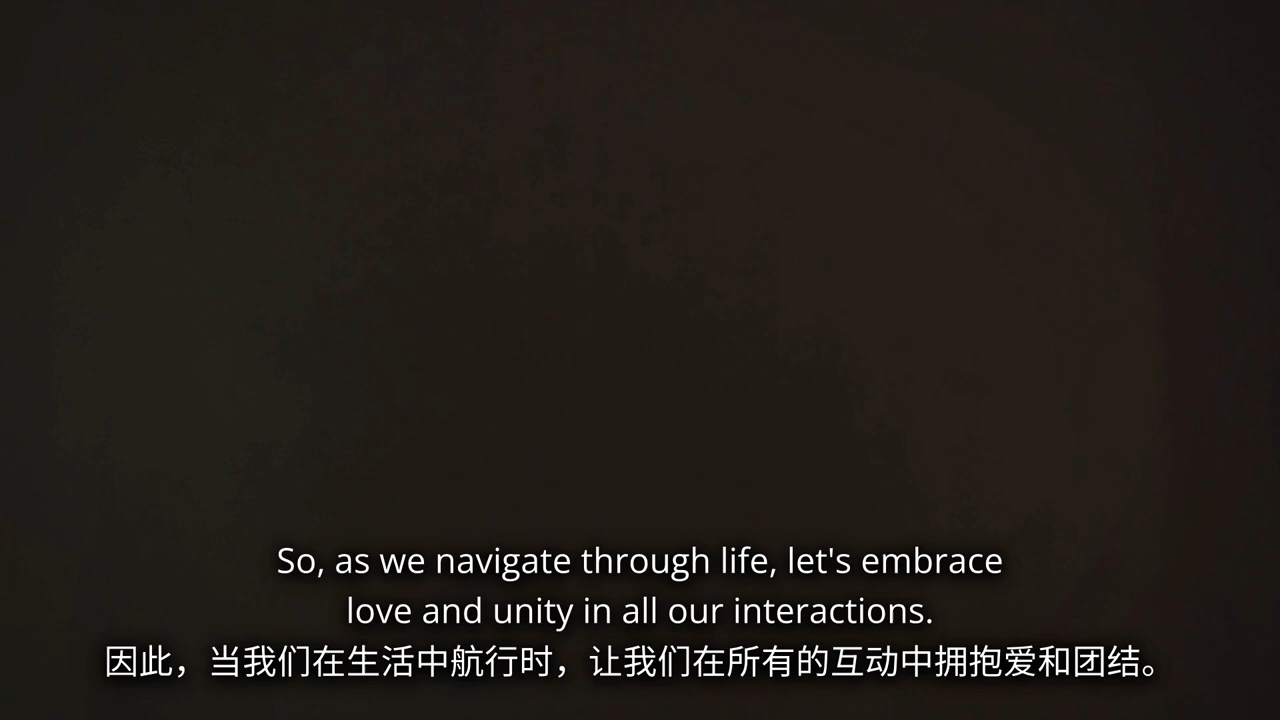 So, as we navigate through life, let's embrace
love and unity in all our interactions.
因此，当我们在生活中航行时，让我们在所有的互动中拥抱爱和团结。